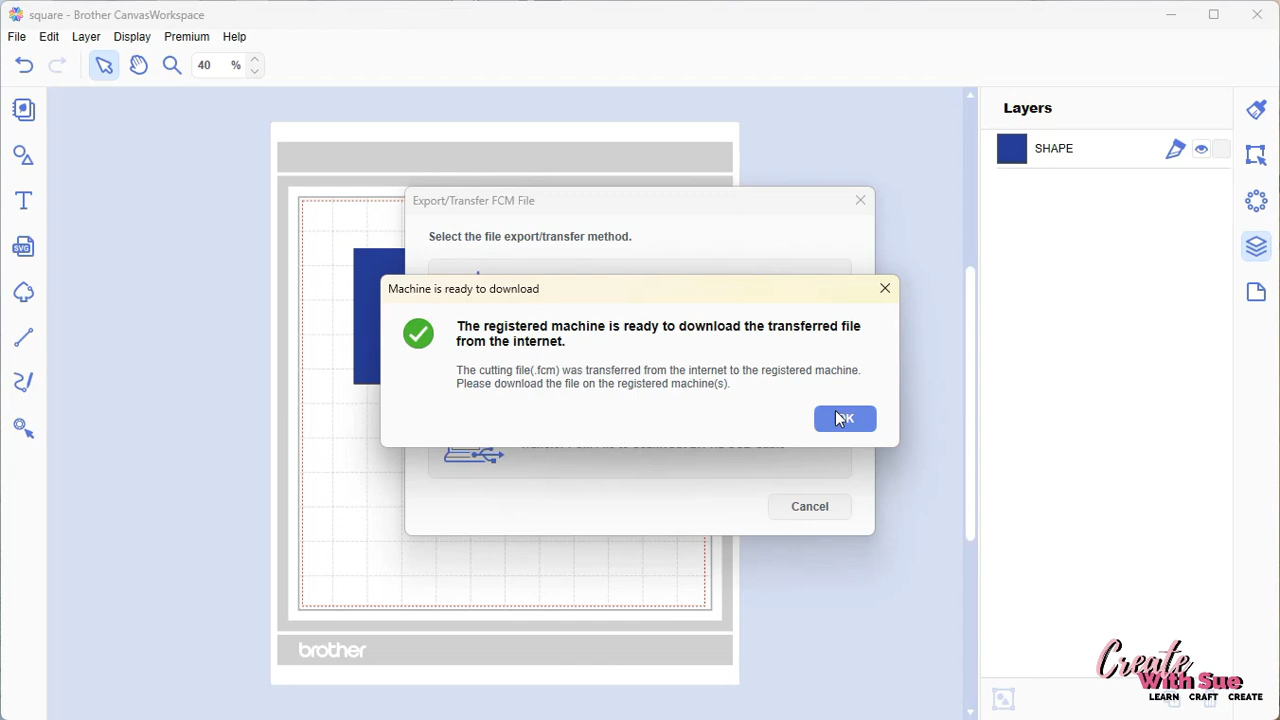 square - Brother CanvasWorkspace
File Edit Layer Display Premium Help
40 %
Layers
SHAPE
Export/Transfer FCM File
Select the file export/transfer method.
Machine is ready to download
The registered machine is ready to download the transferred file
from the internet.
The cutting file(.fcm) was transferred from the internet to the registered machine.
Please download the file on the registered machine(s).
Cancel
T
SVG
brother
Create
With Sue
LEARN CRAFT CREATE